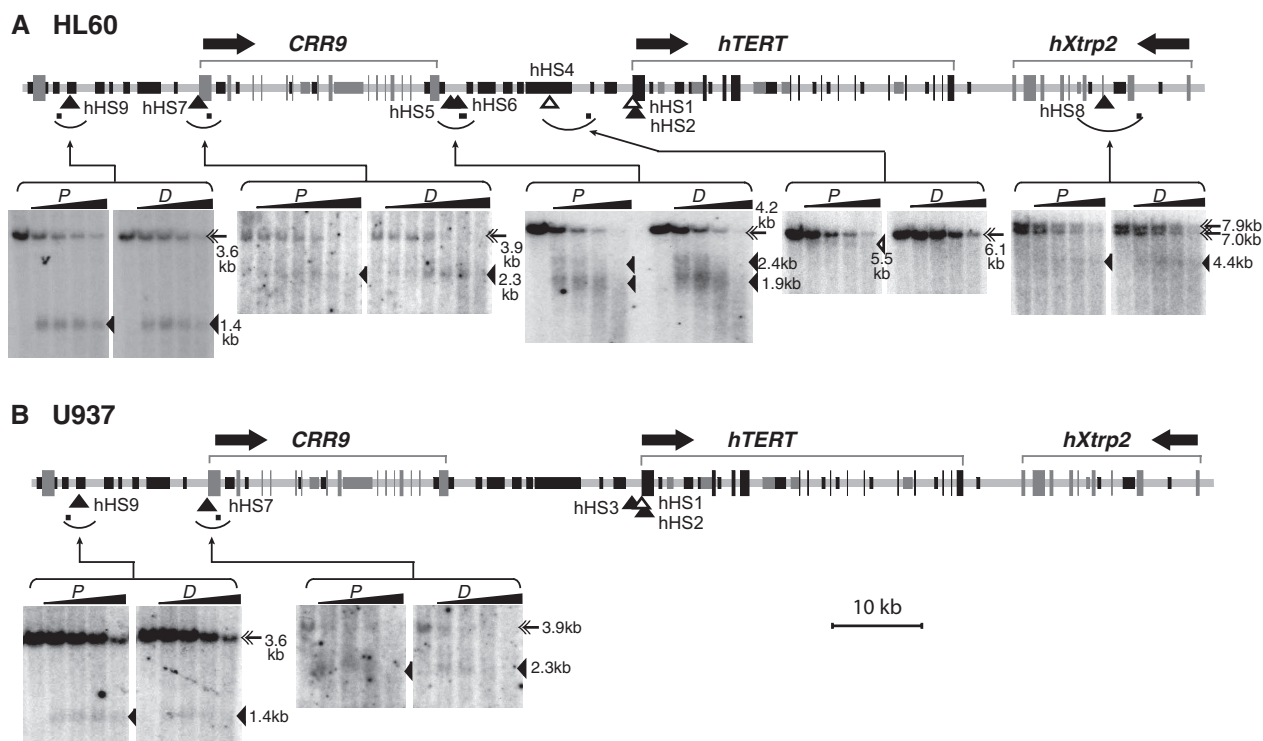 A HL60
CRR9 hTERT hXtrp2
hHS4
hHS9 hHS7 hHS5 hHS6 hHS1 hHS8
hHS2
P D P D P D P D P D
4.2 kb
3.6 kb
3.9 kb
2.3 kb
1.4 kb
2.4kb
1.9kb
5.5 kb
6.1 kb
7.9kb
7.0kb
4.4kb
B U937
CRR9 hTERT hXtrp2
hHS9 hHS7 hHS3 hHS1
hHS2
P D P D
10 kb
3.6 kb
3.9kb
2.3kb
1.4kb